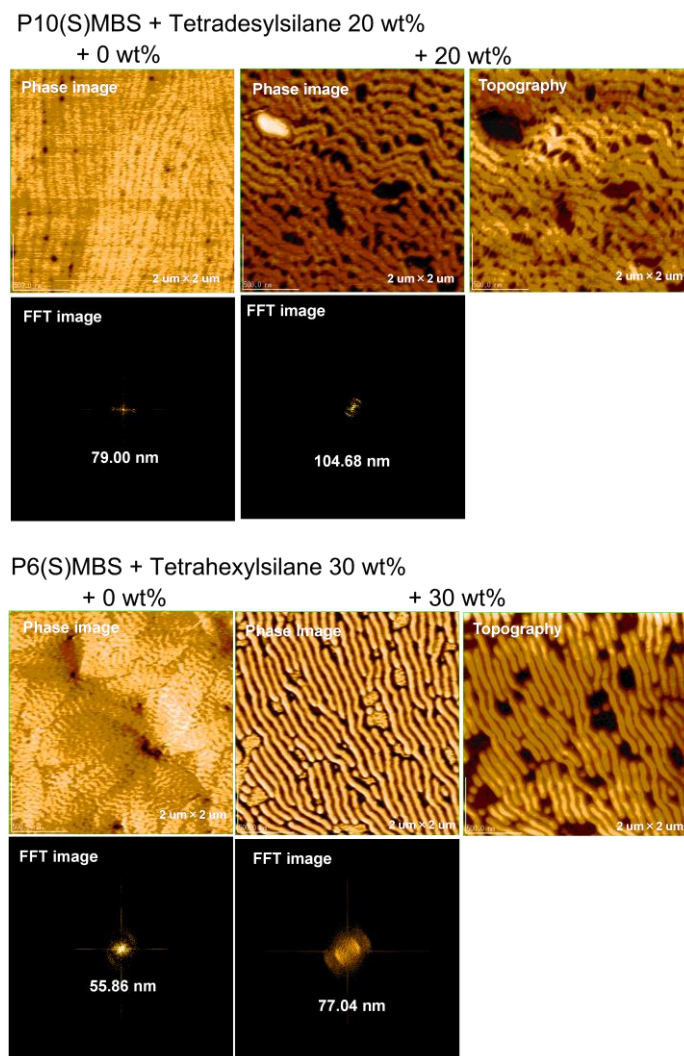 P10(S)MBS + Tetradesylsilane 20 wt%
+ 0 wt%
+ 20 wt%
Phase image
Phase image
Topography
500.0 nm
2 um × 2 um
2 um × 2 um
2 um × 2 um
FFT image
FFT image
79.00 nm
104.68 nm
P6(S)MBS + Tetrahexylsilane 30 wt%
+ 0 wt%
+ 30 wt%
Phase image
Phase image
Topography
2 um × 2 um
2 um × 2 um
2 um × 2 um
FFT image
FFT image
55.86 nm
77.04 nm